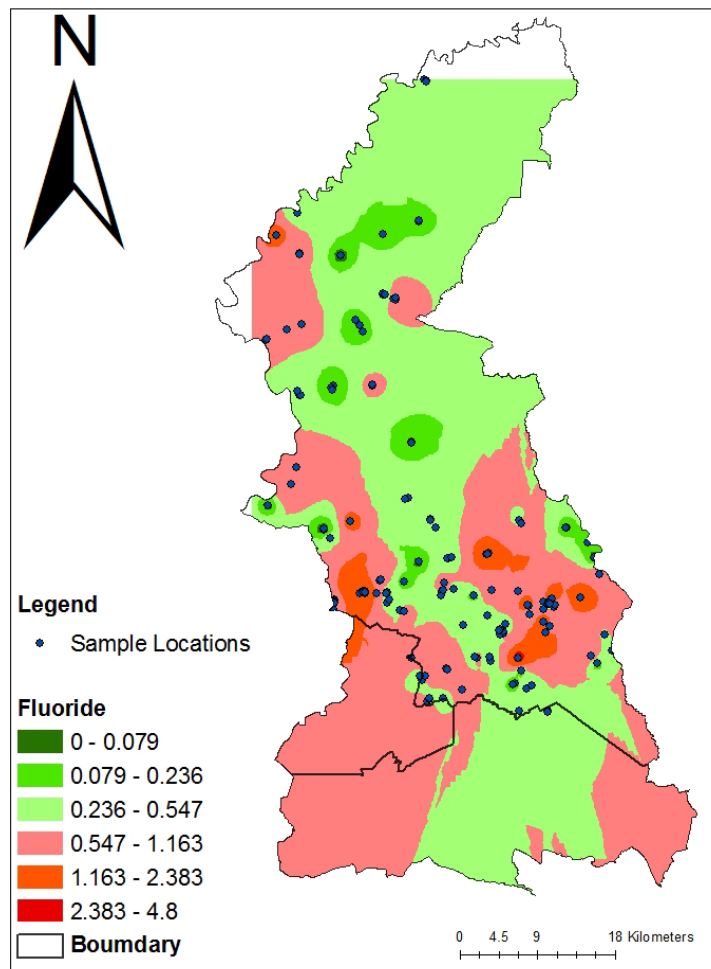 N
Legend
Sample Locations
Fluoride
0 - 0.079
0.079 - 0.236
0.236 - 0.547
0.547 - 1.163
1.163 - 2.383
2.383 - 4.8
Boumdary
0 4.5 9 18 Kilometers